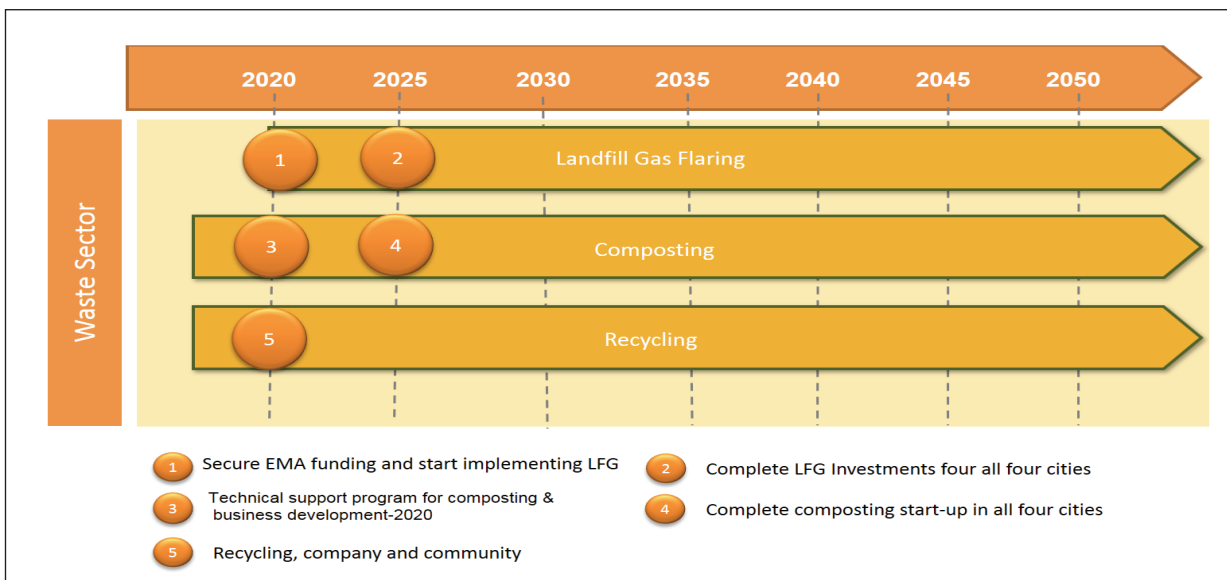 2020 2025 2030 2035 2040 2045 2050
Waste Sector
1 2 Landfill Gas Flaring
3 4 Composting
5 Recycling
1 Secure EMA funding and start implementing LFG
2 Complete LFG Investments four all four cities
3 Technical support program for composting &
business development-2020
4 Complete composting start-up in all four cities
5 Recycling, company and community